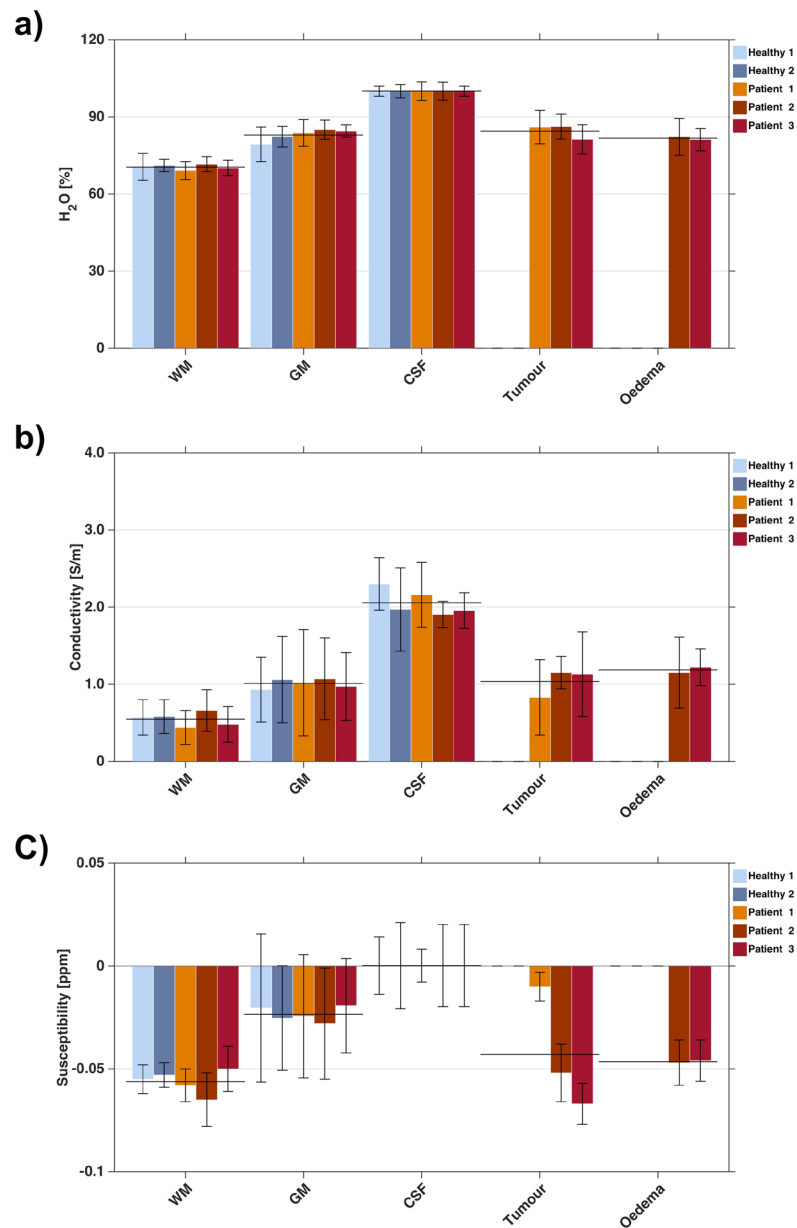 a)
120
90
60
30
0
H2O [%]
WM
GM
CSF
Tumour
Oedema
Healthy 1
Healthy 2
Patient 1
Patient 2
Patient 3
b)
4.0
3.0
2.0
1.0
0
Conductivity [S/m]
WM
GM
CSF
Tumour
Oedema
Healthy 1
Healthy 2
Patient 1
Patient 2
Patient 3
C)
0.05
0
-0.05
-0.1
Susceptibility [ppm]
WM
GM
CSF
Tumour
Oedema
Healthy 1
Healthy 2
Patient 1
Patient 2
Patient 3